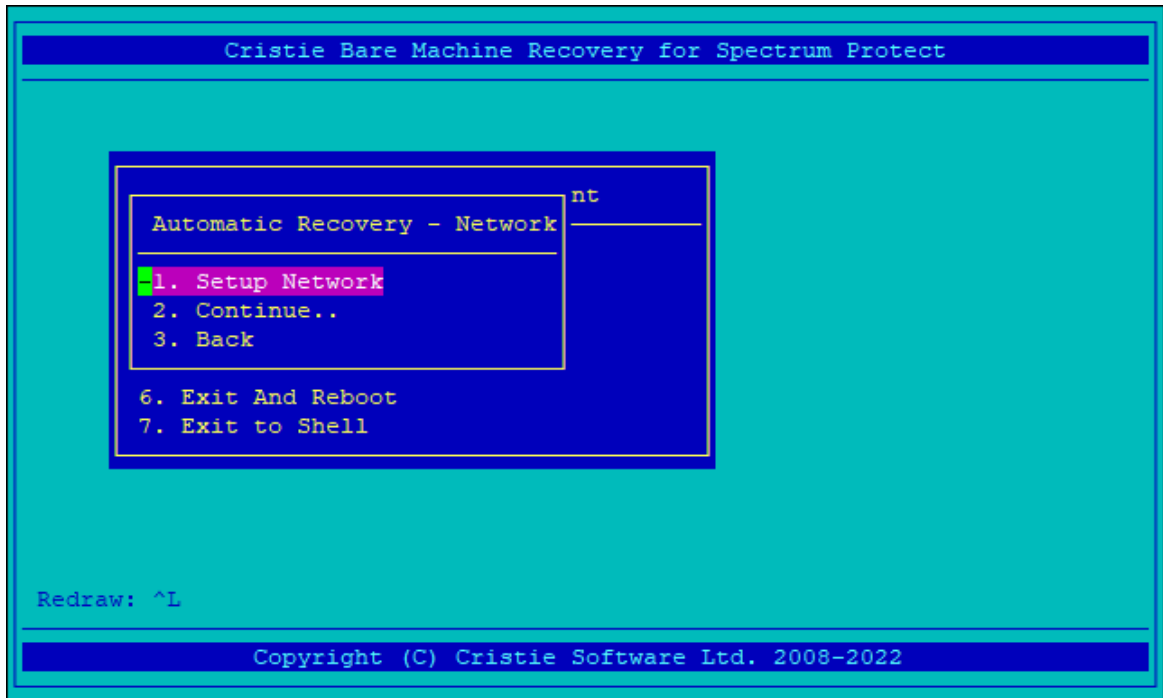 Cristie Bare Machine Recovery for Spectrum Protect
nt
Automatic Recovery - Network
-1. Setup Network
2. Continue..
3. Back
6. Exit And Reboot
7. Exit to Shell
Redraw: ^L
Copyright (C) Cristie Software Ltd. 2008-2022